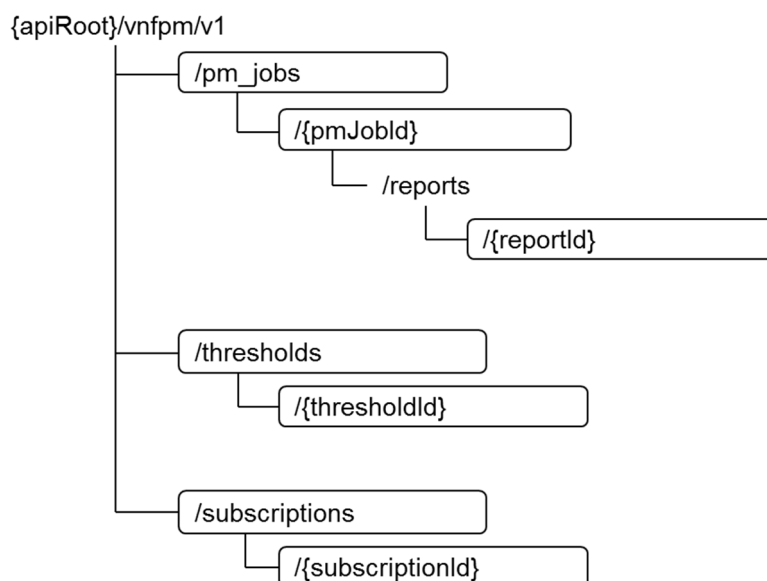 {apiRoot}/vnfpm/v1
/pm_jobs
/{pmJobId}
/reports
/{reportId}
/thresholds
/{thresholdId}
/subscriptions
/{subscriptionId}